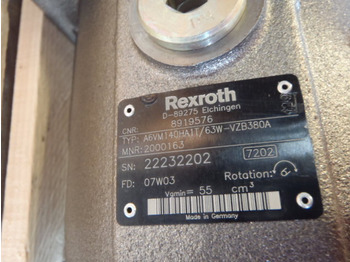 Rexroth
D-89275 Elchingen
CNR: 8919576
TYP: A6VM140HA1T/63W-VZB380A
MNR: 2000163
SN: 22232202 7202
FD: 07W03 Rotation:
Vgmin= 55 cm³
Made in Germany